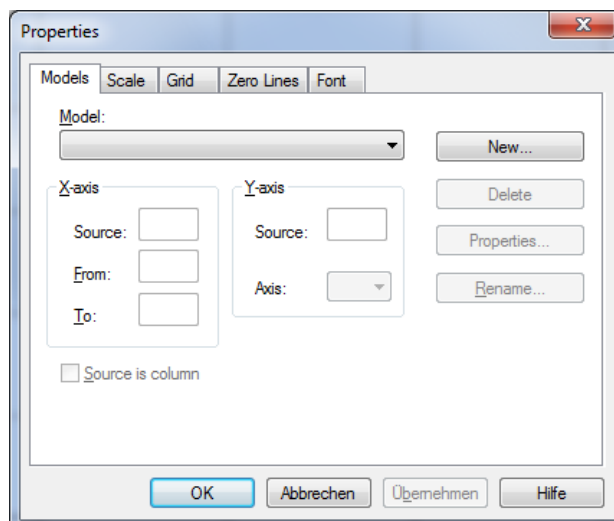 Properties
Models Scale Grid Zero Lines Font
Model:
New...
X-axis Y-axis Delete
Source: Source:
Properties...
From:
Axis: Rename...
To:
Source is column
OK Abbrechen Übernehmen Hilfe